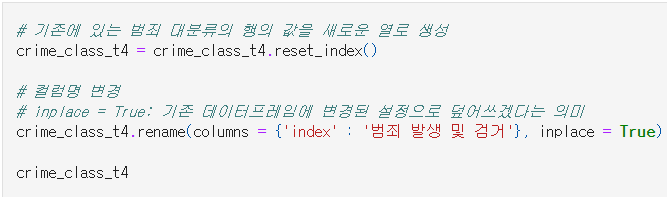 # 기존에 있는 범죄 대분류의 행의 값을 새로운 열로 생성
crime_class_t4 = crime_class_t4.reset_index()
# 컬럼명 변경
# inplace = True: 기존 데이터프레임에 변경된 설정으로 덮어쓰겠다는 의미
crime_class_t4.rename(columns = {'index' : '범죄 발생 및 검거'}, inplace = True)
crime_class_t4